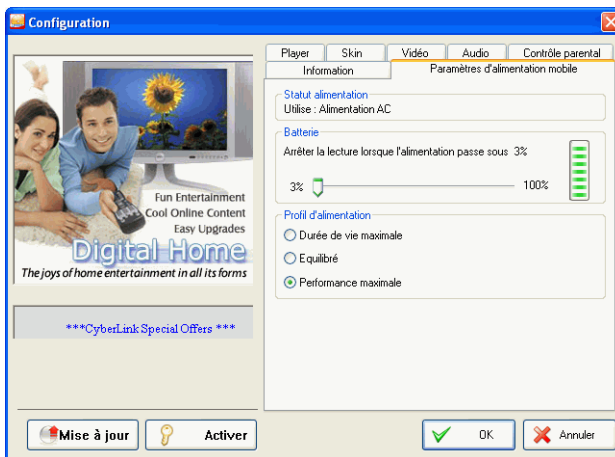 Configuration
Player
Skin
Vidéo
Audio
Contrôle parental
Information
Paramètres d'alimentation mobile
Statut alimentation
Utilise : Alimentation AC
Batterie
Arrêter la lecture lorsque l'alimentation passe sous 3%
3%
100%
Profil d'alimentation
Durée de vie maximale
Equilibré
Performance maximale
Fun Entertainment
Cool Online Content
Easy Upgrades
Digital Home
The joys of home entertainment in all its forms
***CyberLink Special Offers ***
Mise à jour
Activer
OK
Annuler